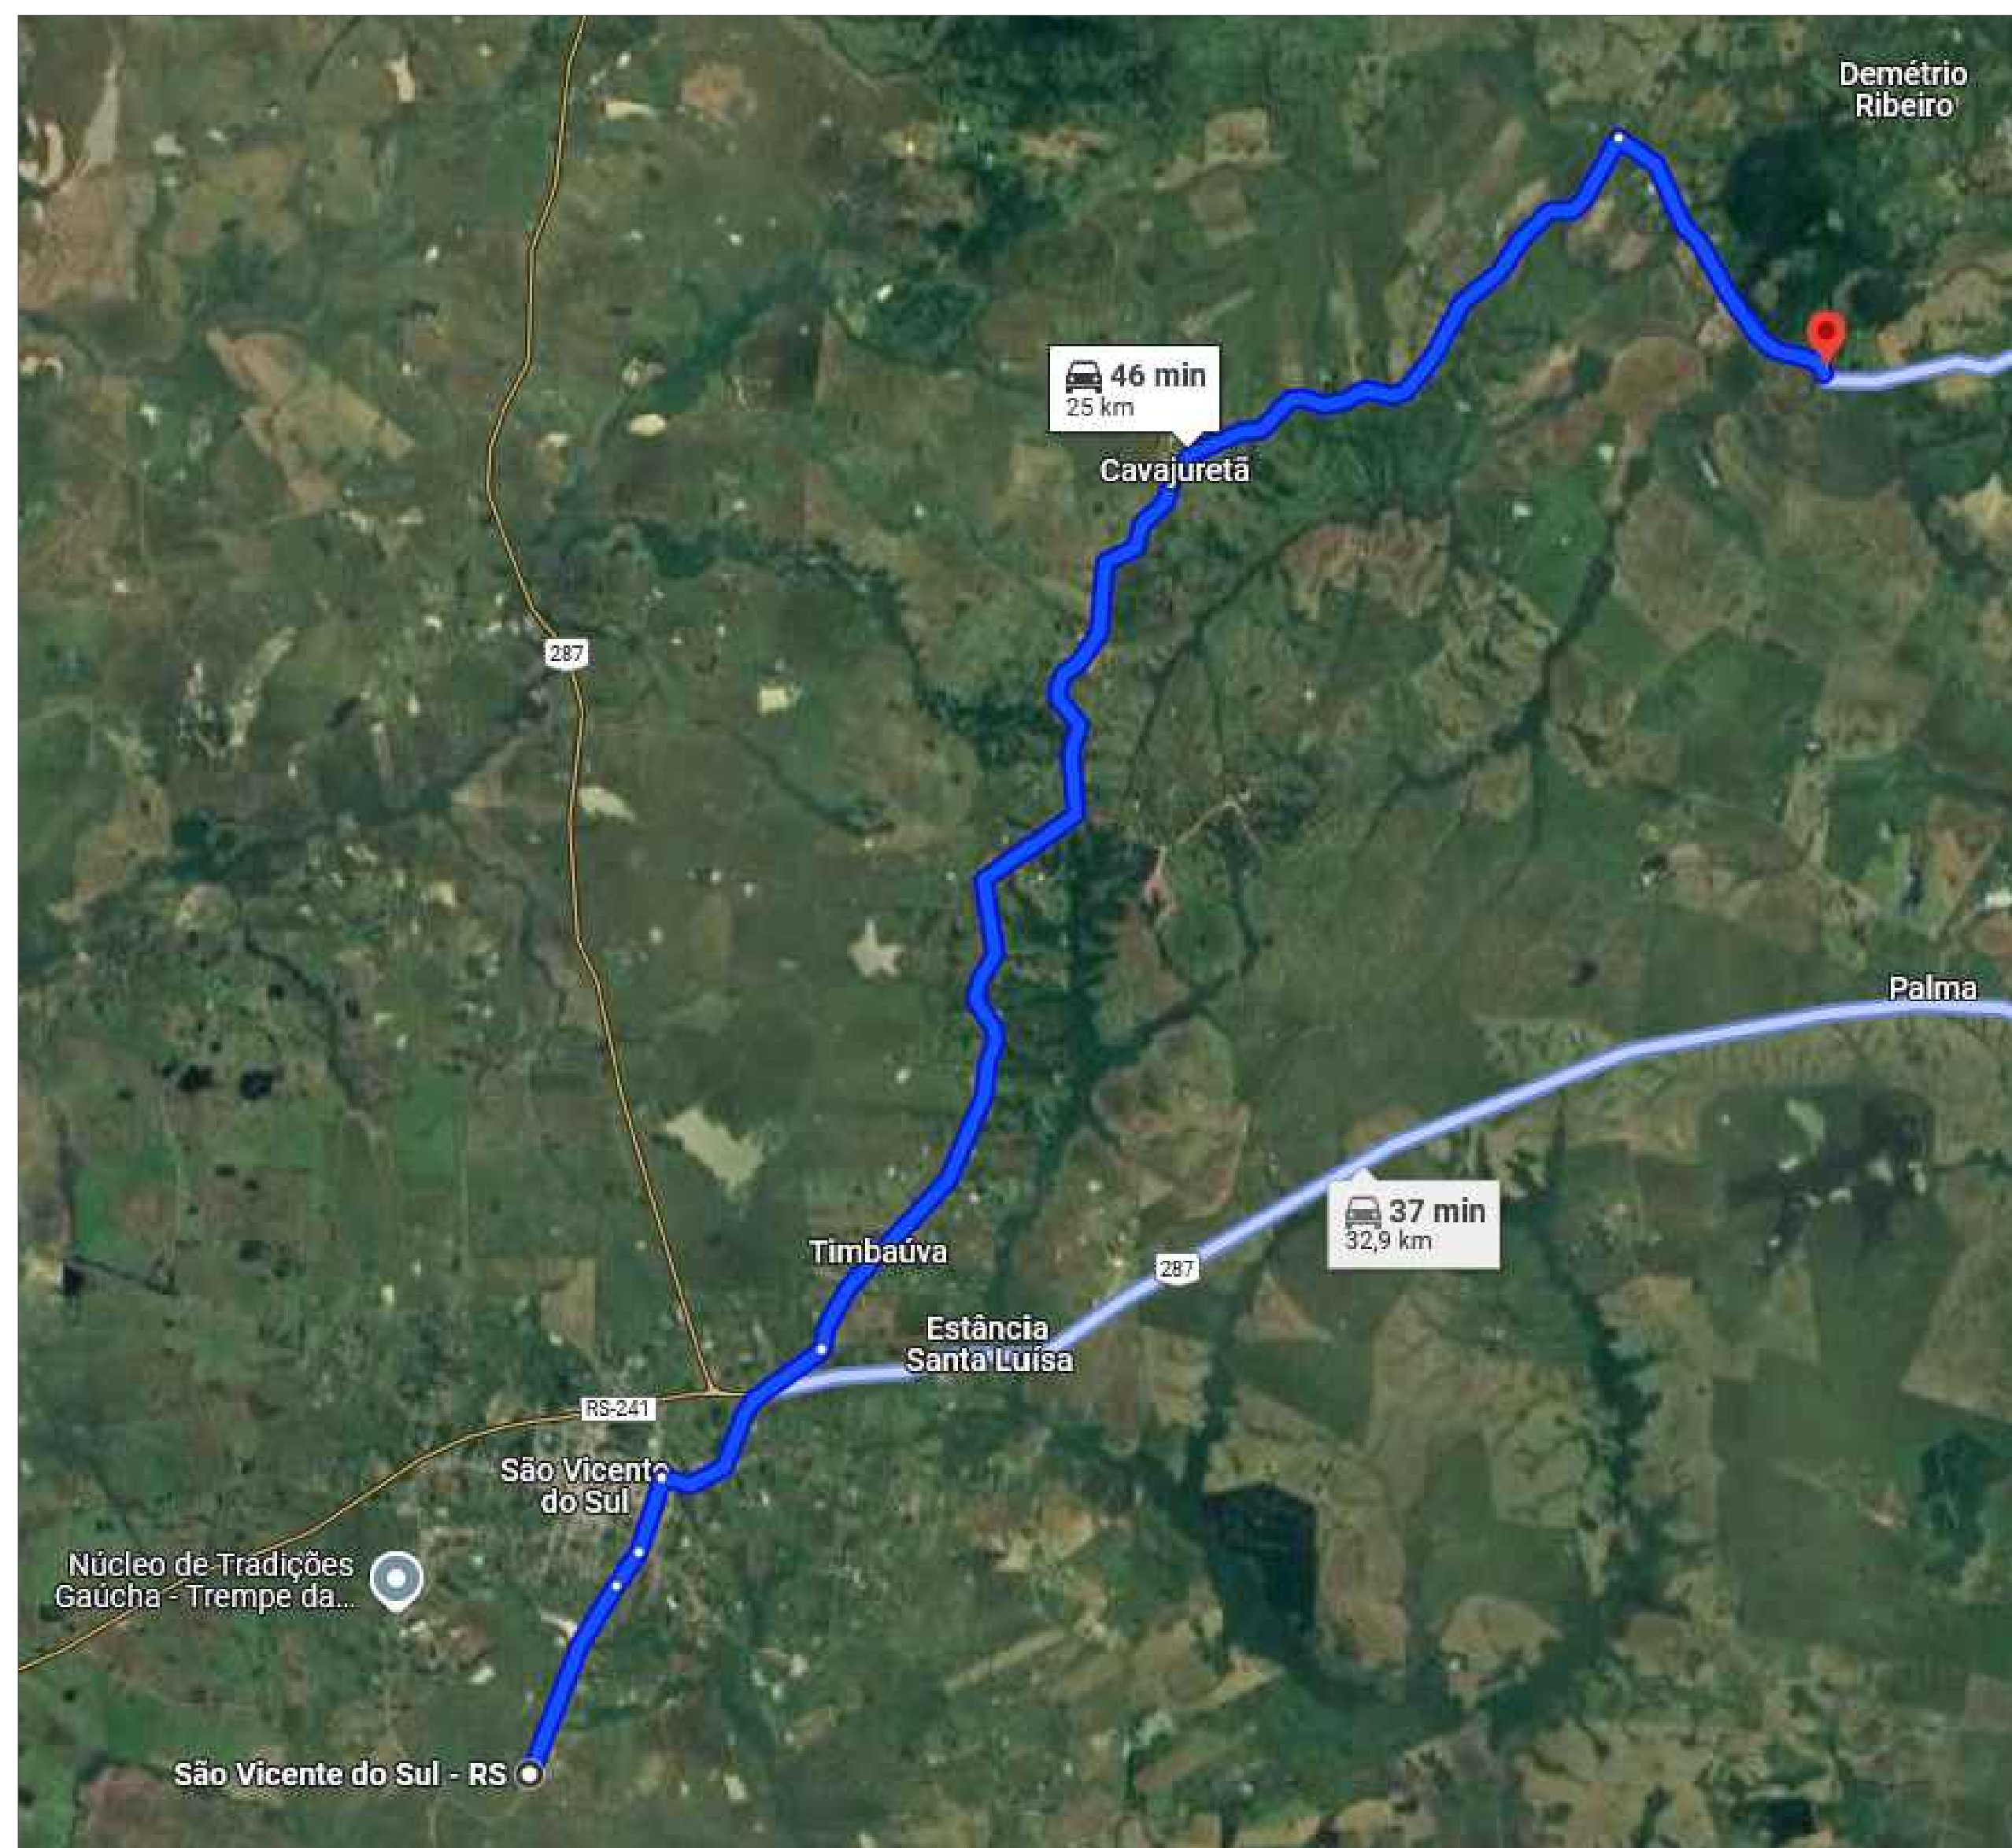 Demétrio
Ribeiro
46 min
25 km
Cavajuretã
287
Palma
37 min
32,9 km
Timbaúva
287
Estância
Santa Luísa
RS-241
São Vicente
do Sul
Núcleo de Tradições
Gaúcha - Trempe da...
São Vicente do Sul - RS